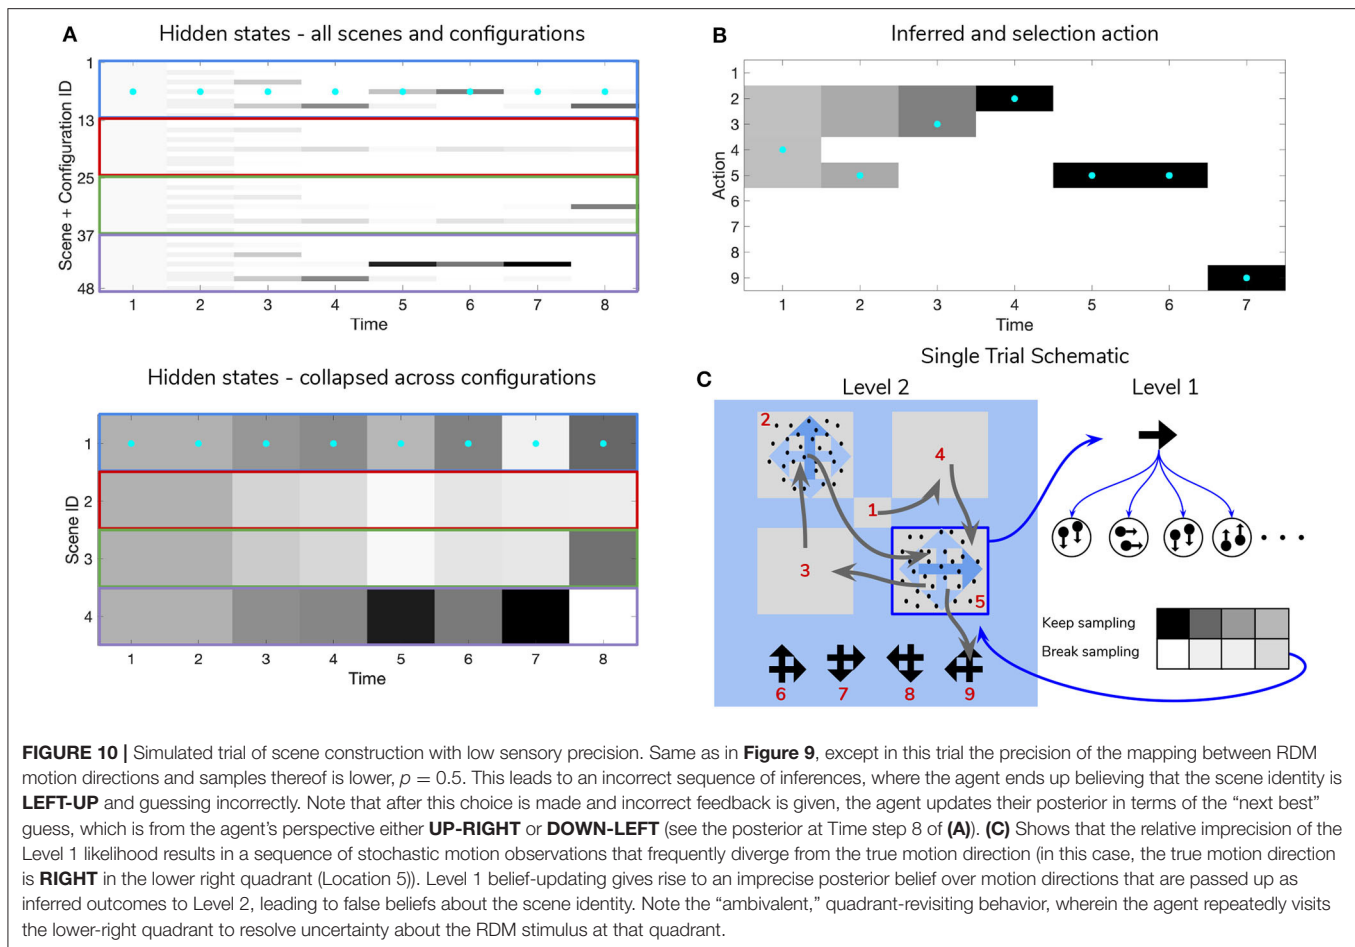 A
Hidden states - all scenes and configurations
Scene + Configuration ID
1
13
25
37
48
1 2 3 4 5 6 7 8
Time
Hidden states - collapsed across configurations
Scene ID
1
2
3
4
1 2 3 4 5 6 7 8
Time
B
Inferred and selection action
Action
1
2
3
4
5
6
7
8
9
1 2 3 4 5 6 7
Time
Single Trial Schematic
C
Level 2
Level 1
2
4
1
3
5
6 7 8 9
Keep sampling
Break sampling
FIGURE 10 | Simulated trial of scene construction with low sensory precision. Same as in Figure 9, except in this trial the precision of the mapping between RDM
motion directions and samples thereof is lower, p = 0.5. This leads to an incorrect sequence of inferences, where the agent ends up believing that the scene identity is
LEFT-UP and guessing incorrectly. Note that after this choice is made and incorrect feedback is given, the agent updates their posterior in terms of the “next best”
guess, which is from the agent’s perspective either UP-RIGHT or DOWN-LEFT (see the posterior at Time step 8 of (A)). (C) Shows that the relative imprecision of the
Level 1 likelihood results in a sequence of stochastic motion observations that frequently diverge from the true motion direction (in this case, the true motion direction
is RIGHT in the lower right quadrant (Location 5)). Level 1 belief-updating gives rise to an imprecise posterior belief over motion directions that are passed up as
inferred outcomes to Level 2, leading to false beliefs about the scene identity. Note the “ambivalent,” quadrant-revisiting behavior, wherein the agent repeatedly visits
the lower-right quadrant to resolve uncertainty about the RDM stimulus at that quadrant.